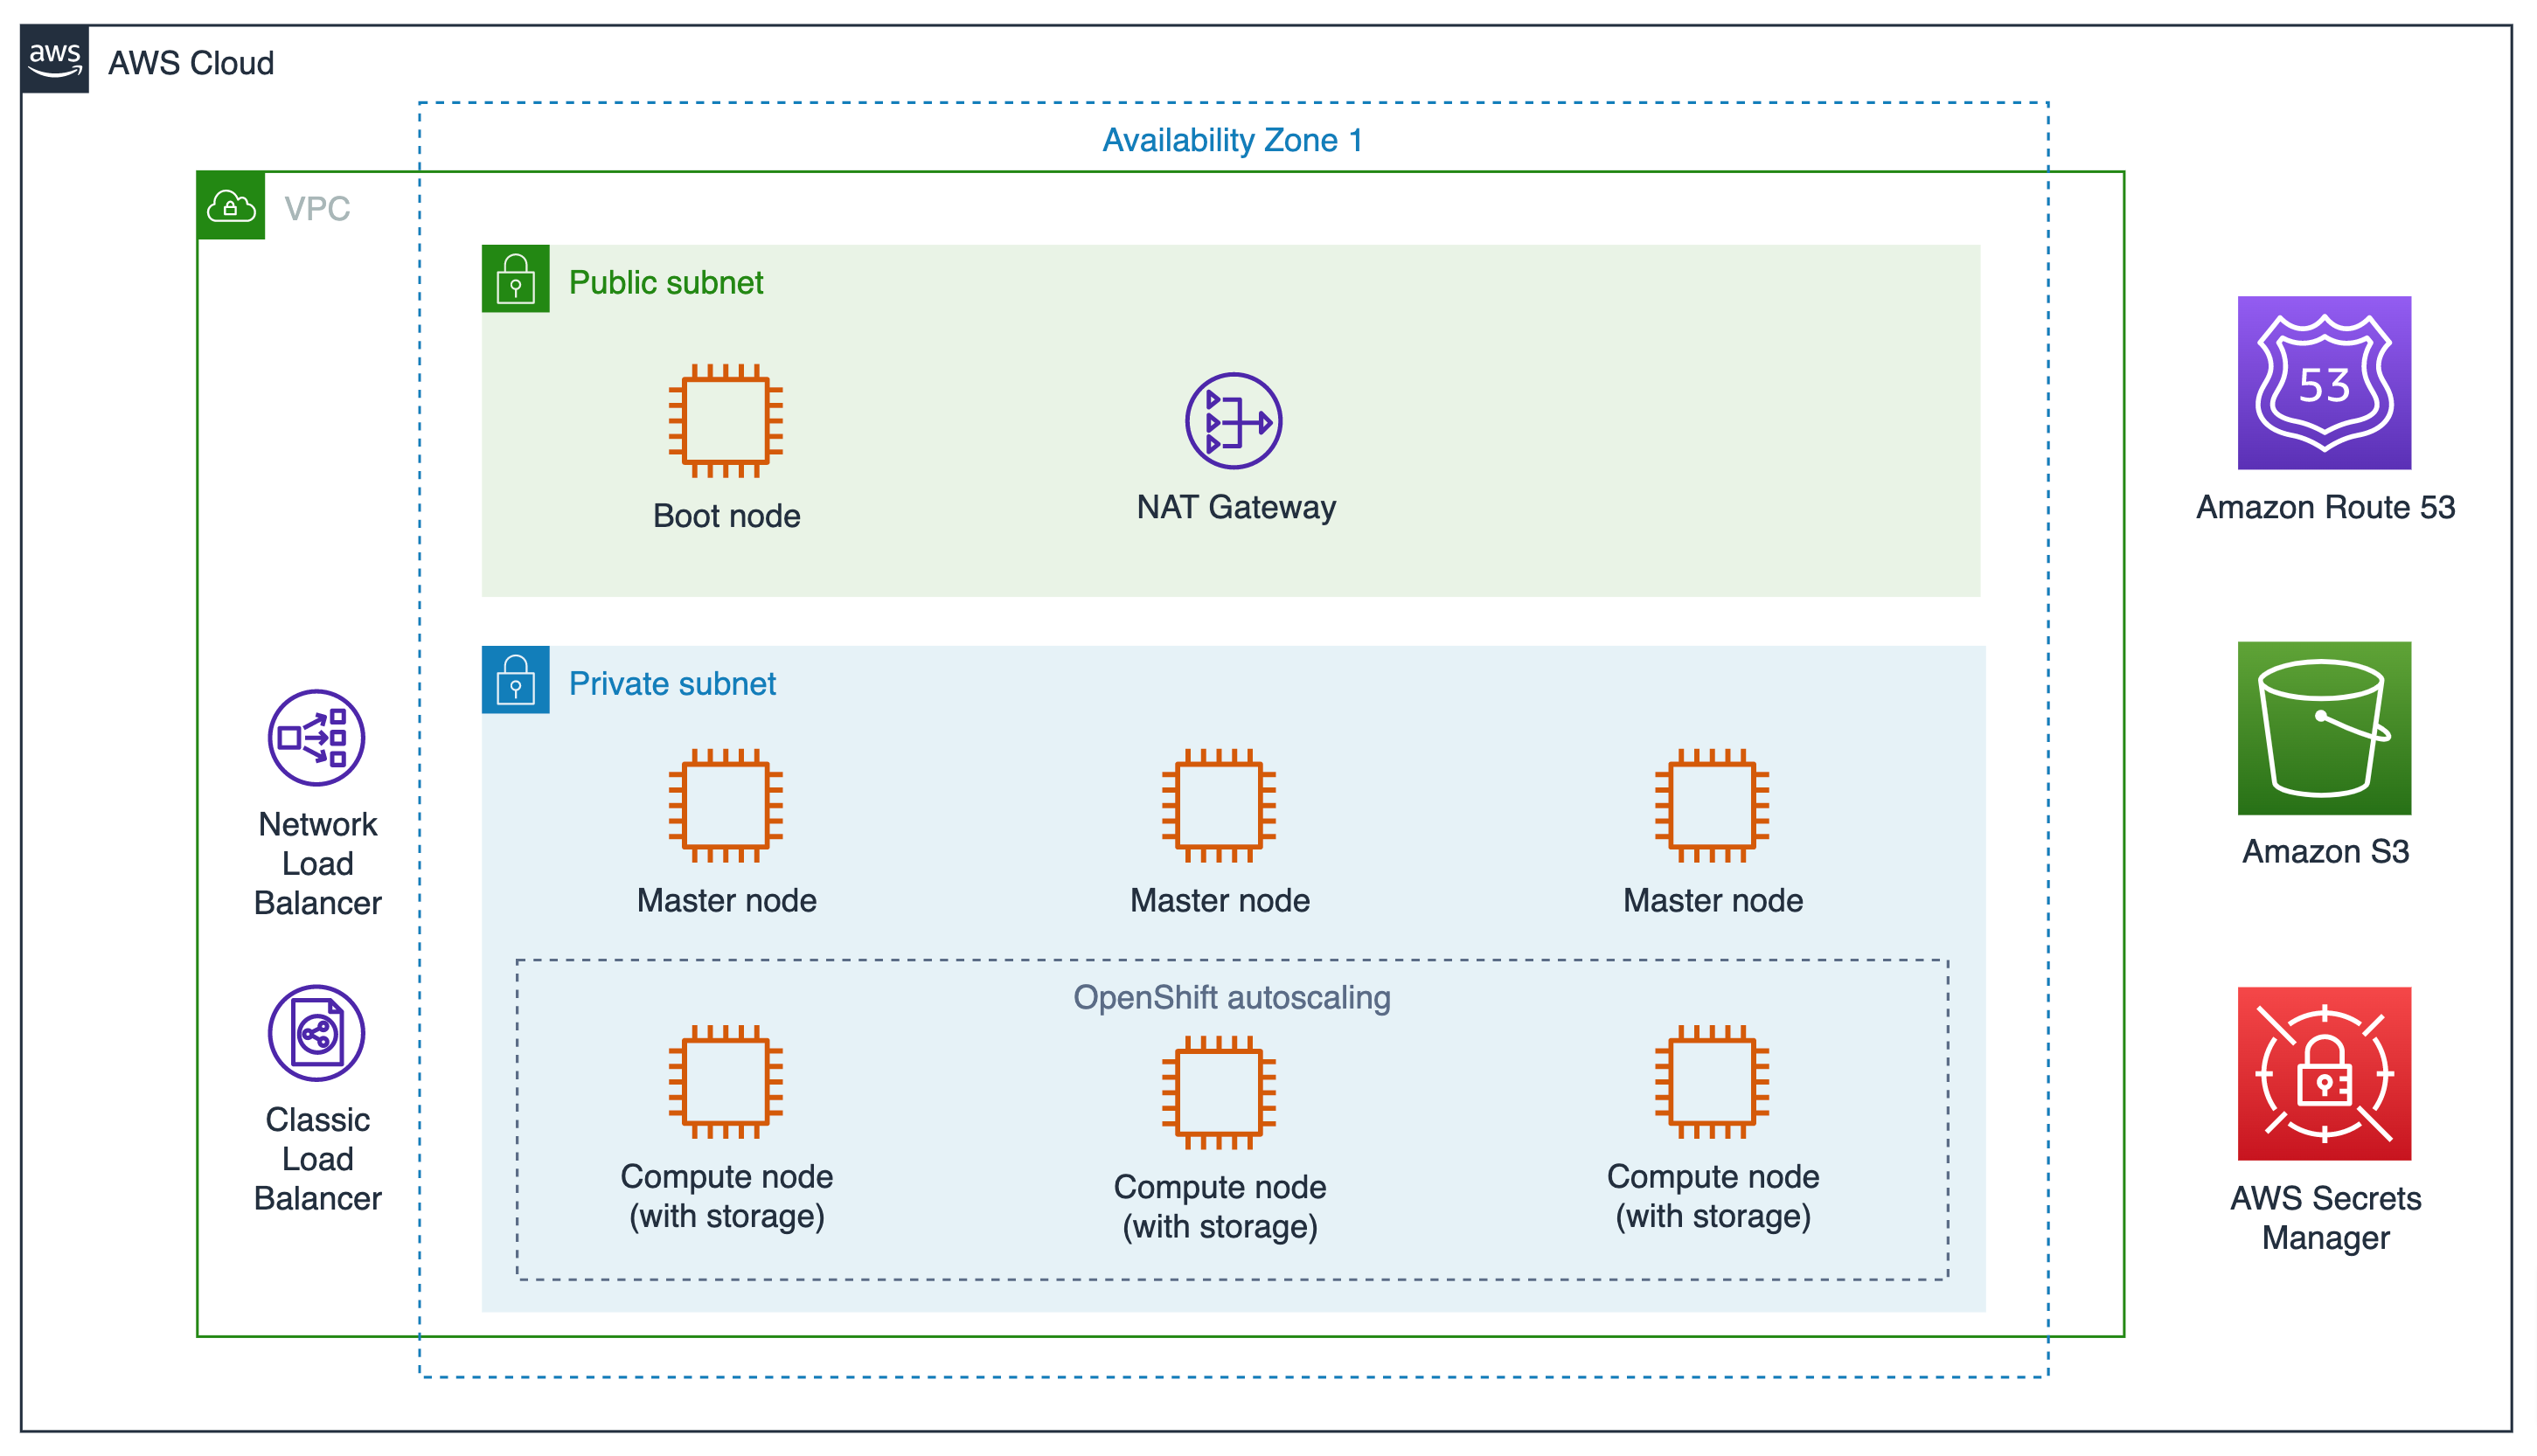 aws
AWS Cloud
Availability Zone 1
VPC
Public subnet
Boot node
NAT Gateway
53
Amazon Route 53
Private subnet
Network
Load
Balancer
Master node
Master node
Master node
Amazon S3
OpenShift autoscaling
Classic
Load
Balancer
Compute node
(with storage)
Compute node
(with storage)
Compute node
(with storage)
AWS Secrets
Manager